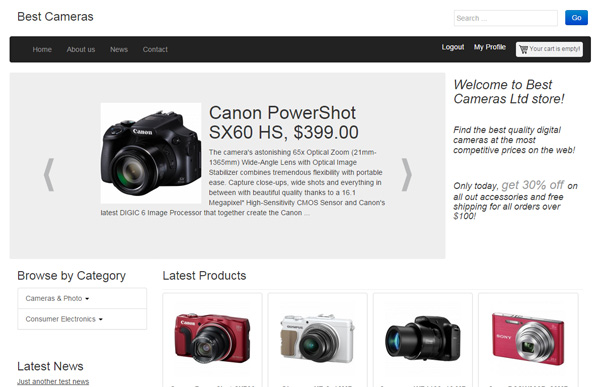 Best Cameras
Search ...
Go
Home
About us
News
Contact
Logout
My Profile
Your cart is empty!
Canon
Canon PowerShot
SX60 HS, $399.00
The camera's astonishing 65x Optical Zoom (21mm-
1365mm) Wide-Angle Lens with Optical Image
Stabilizer combines tremendous flexibility with portable
ease. Capture close-ups, wide shots and everything in
between with beautiful quality thanks to a 16.1
Megapixel* High-Sensitivity CMOS Sensor and Canon's
latest DIGIC 6 Image Processor that together create the Canon ...
Welcome to Best
Cameras Ltd store!
Find the best quality digital
cameras at the most
competitive prices on the web!
Only today, get 30% off on
all out accessories and free
shipping for all orders over
$100!
Browse by Category
Cameras & Photo
Consumer Electronics
Latest News
Just another test news
Latest Products
Canon
OLYMPUS
SONY